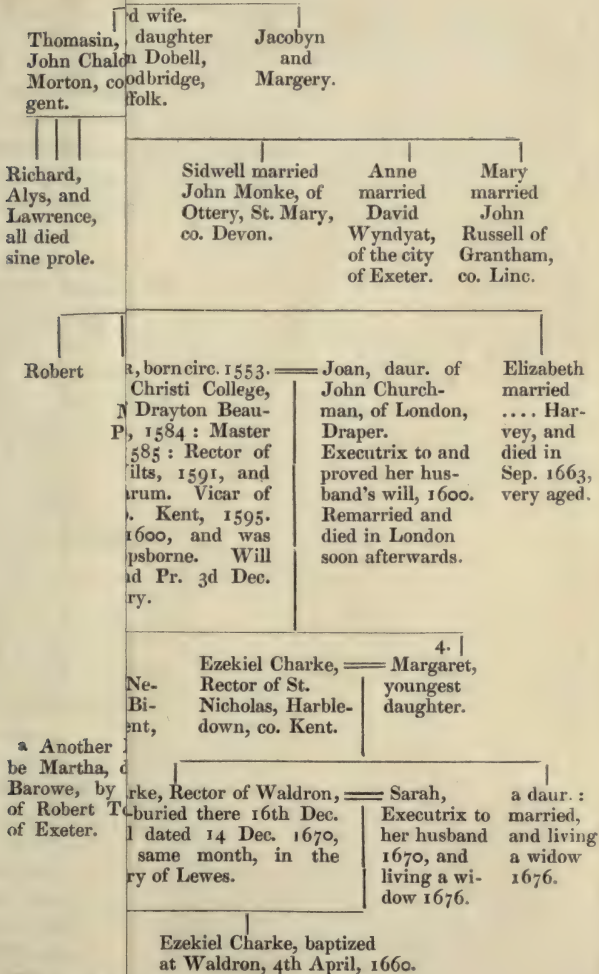 d wife.
Thomasin,
John Chald
Morton, co
gent.
daughter
n Dobell,
odbridge,
ffolk.
Jacobyn
and
Margery.
Richard,
Alys, and
Lawrence,
all died
sine prole.
Sidwell married
John Monke, of
Ottery, St. Mary,
co. Devon.
Anne
married
David
Wyndyat,
of the city
of Exeter.
Mary
married
John
Russell of
Grantham,
co. Linc.
Robert
R, born circ. 1553.
Christi College,
Drayton Beau-
P, 1584 : Master
585 : Rector of
ilts, 1591, and
arum. Vicar of
o. Kent, 1595.
1600, and was
psborne. Will
nd Pr. 3d Dec.
ry.
Joan, daur. of
John Church-
man, of London,
Draper.
Executrix to and
proved her hus-
band's will, 1600.
Remarried and
died in London
soon afterwards.
Elizabeth
married
.... Har-
vey, and
died in
Sep. 1663,
very aged.
Ne-
Bi-
ent,
Ezekiel Charke,
Rector of St.
Nicholas, Harble-
down, co. Kent.
4.
Margaret,
youngest
daughter.
a Another
be Martha, d
Barowe, by
of Robert T
of Exeter.
rke, Rector of Waldron,
buried there 16th Dec.
l dated 14 Dec. 1670,
same month, in the
ry of Lewes.
Sarah,
Executrix to
her husband
1670, and
living a wi-
dow 1676.
a daur. :
married,
and living
a widow
1676.
Ezekiel Charke, baptized
at Waldron, 4th April, 1660.